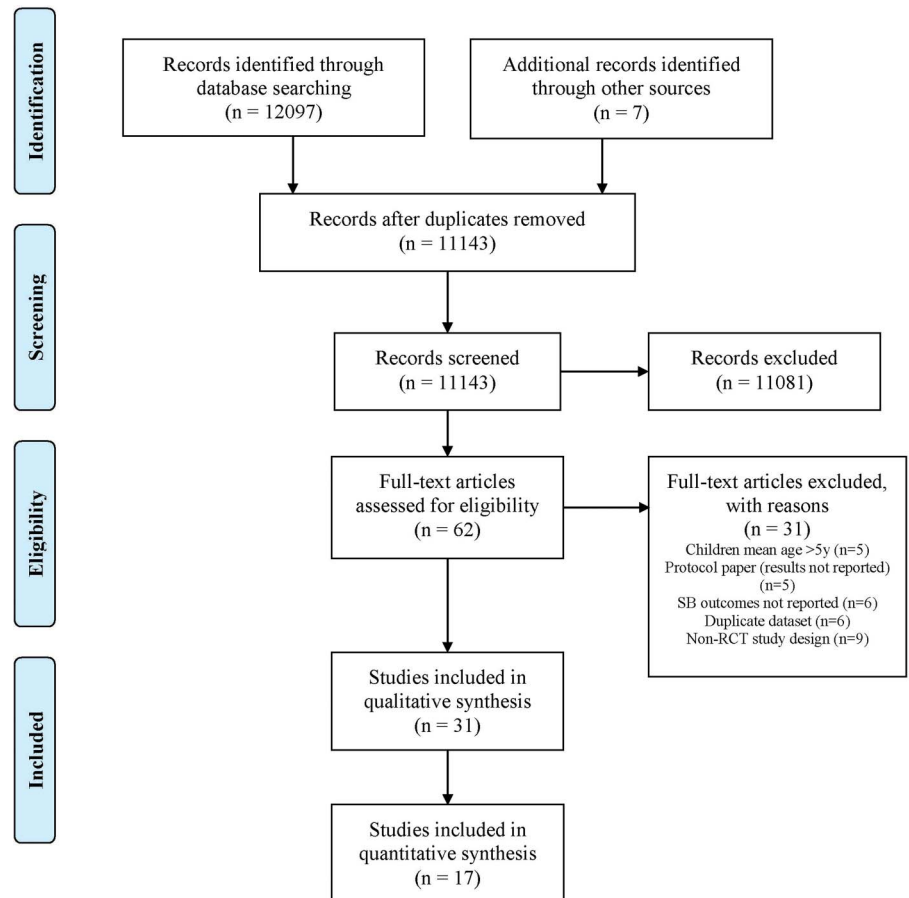 Identification
Records identified through
database searching
(n = 12097)
Additional records identified
through other sources
(n = 7)
Records after duplicates removed
(n = 11143)
Screening
Records screened
(n = 11143)
Records excluded
(n = 11081)
Eligibility
Full-text articles
assessed for eligibility
(n = 62)
Full-text articles excluded,
with reasons
(n = 31)
Children mean age >5y (n=5)
Protocol paper (results not reported)
(n=5)
SB outcomes not reported (n=6)
Duplicate dataset (n=6)
Non-RCT study design (n=9)
Included
Studies included in
qualitative synthesis
(n = 31)
Studies included in
quantitative synthesis
(n = 17)